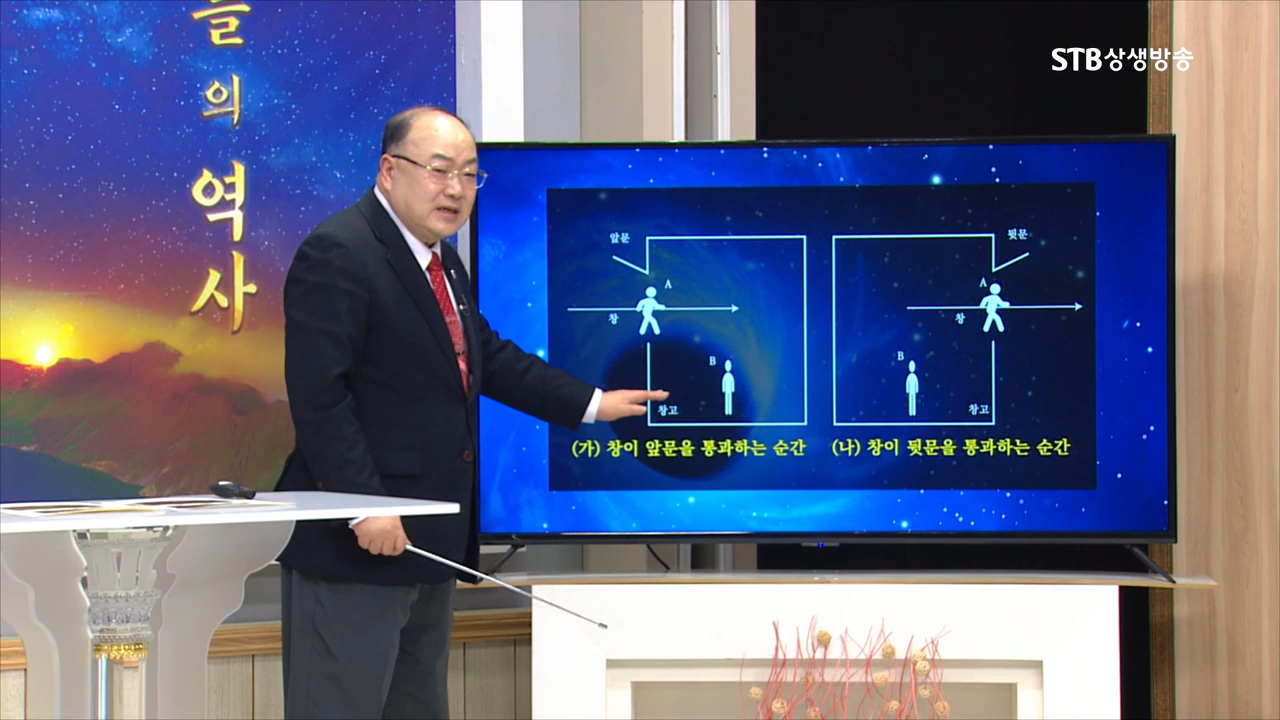 STB상생방송
들의
역사
앞문
A
창
B
창고
(가) 창이 앞문을 통과하는 순간
뒷문
A
창
B
창고
(나) 창이 뒷문을 통과하는 순간